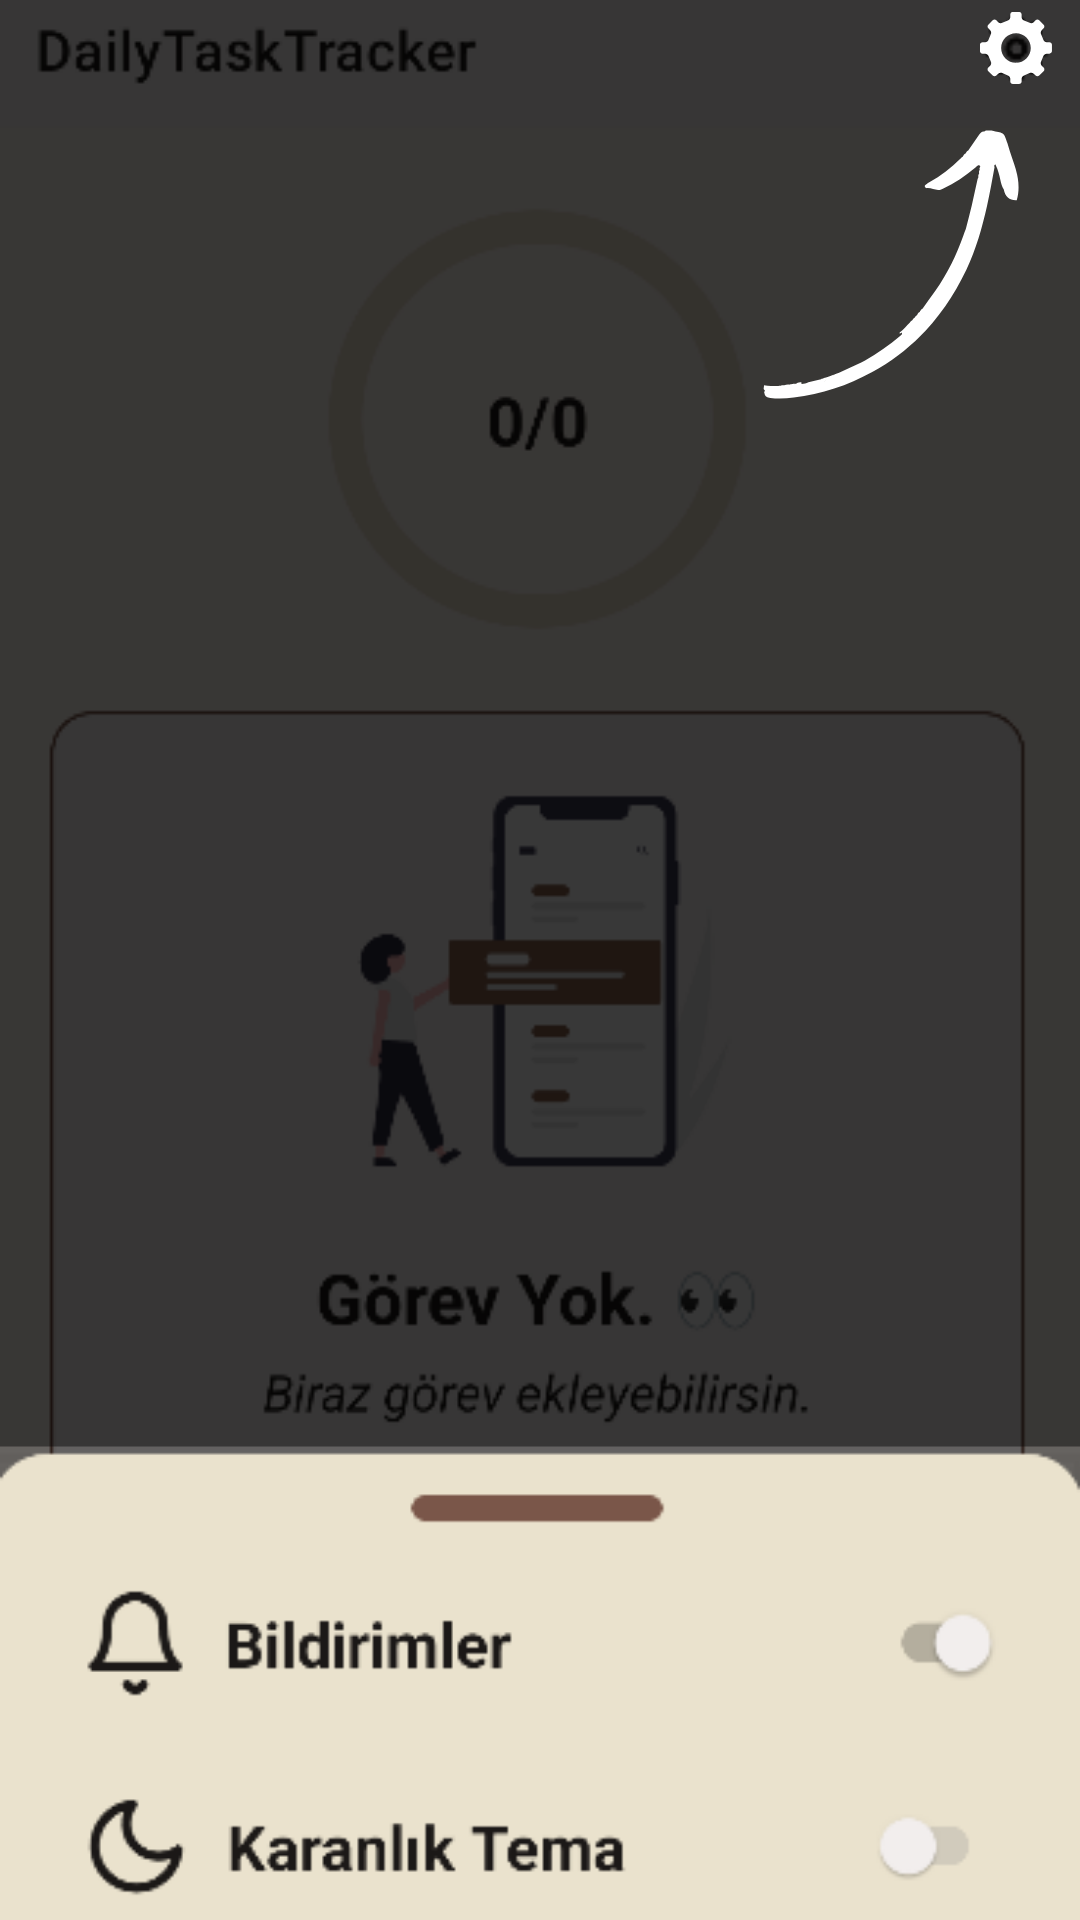 DailyTaskTracker
0/0
Görev Yok. 👀
Biraz görev ekleyebilirsin.
Bildirimler
Karanlık Tema